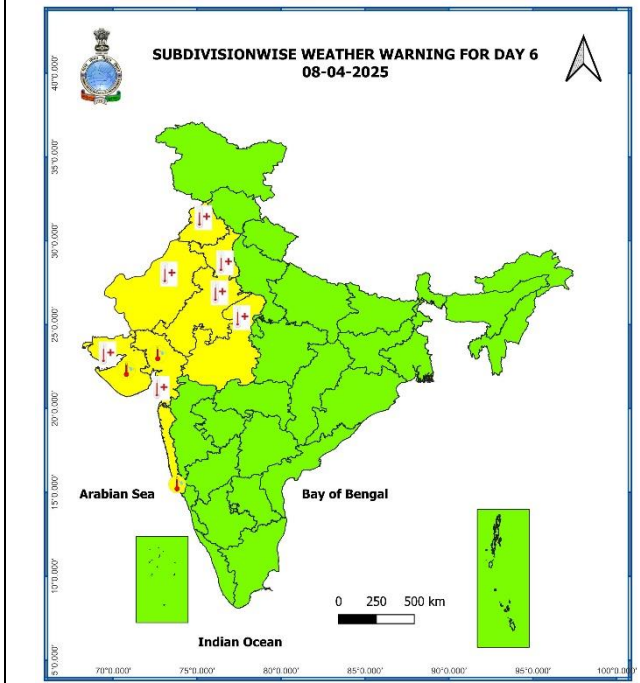 SUBDIVISIONWISE WEATHER WARNING FOR DAY 6
08-04-2025
40°0.000'
35°0.000'
30°0.000'
25°0.000'
20°0.000'
15°0.000'
10°0.000'
5°0.000'
Arabian Sea
Bay of Bengal
0 250 500 km
Indian Ocean
70°0.000' 75°0.000' 80°0.000' 85°0.000' 90°0.000' 95°0.000' 100°0.000'